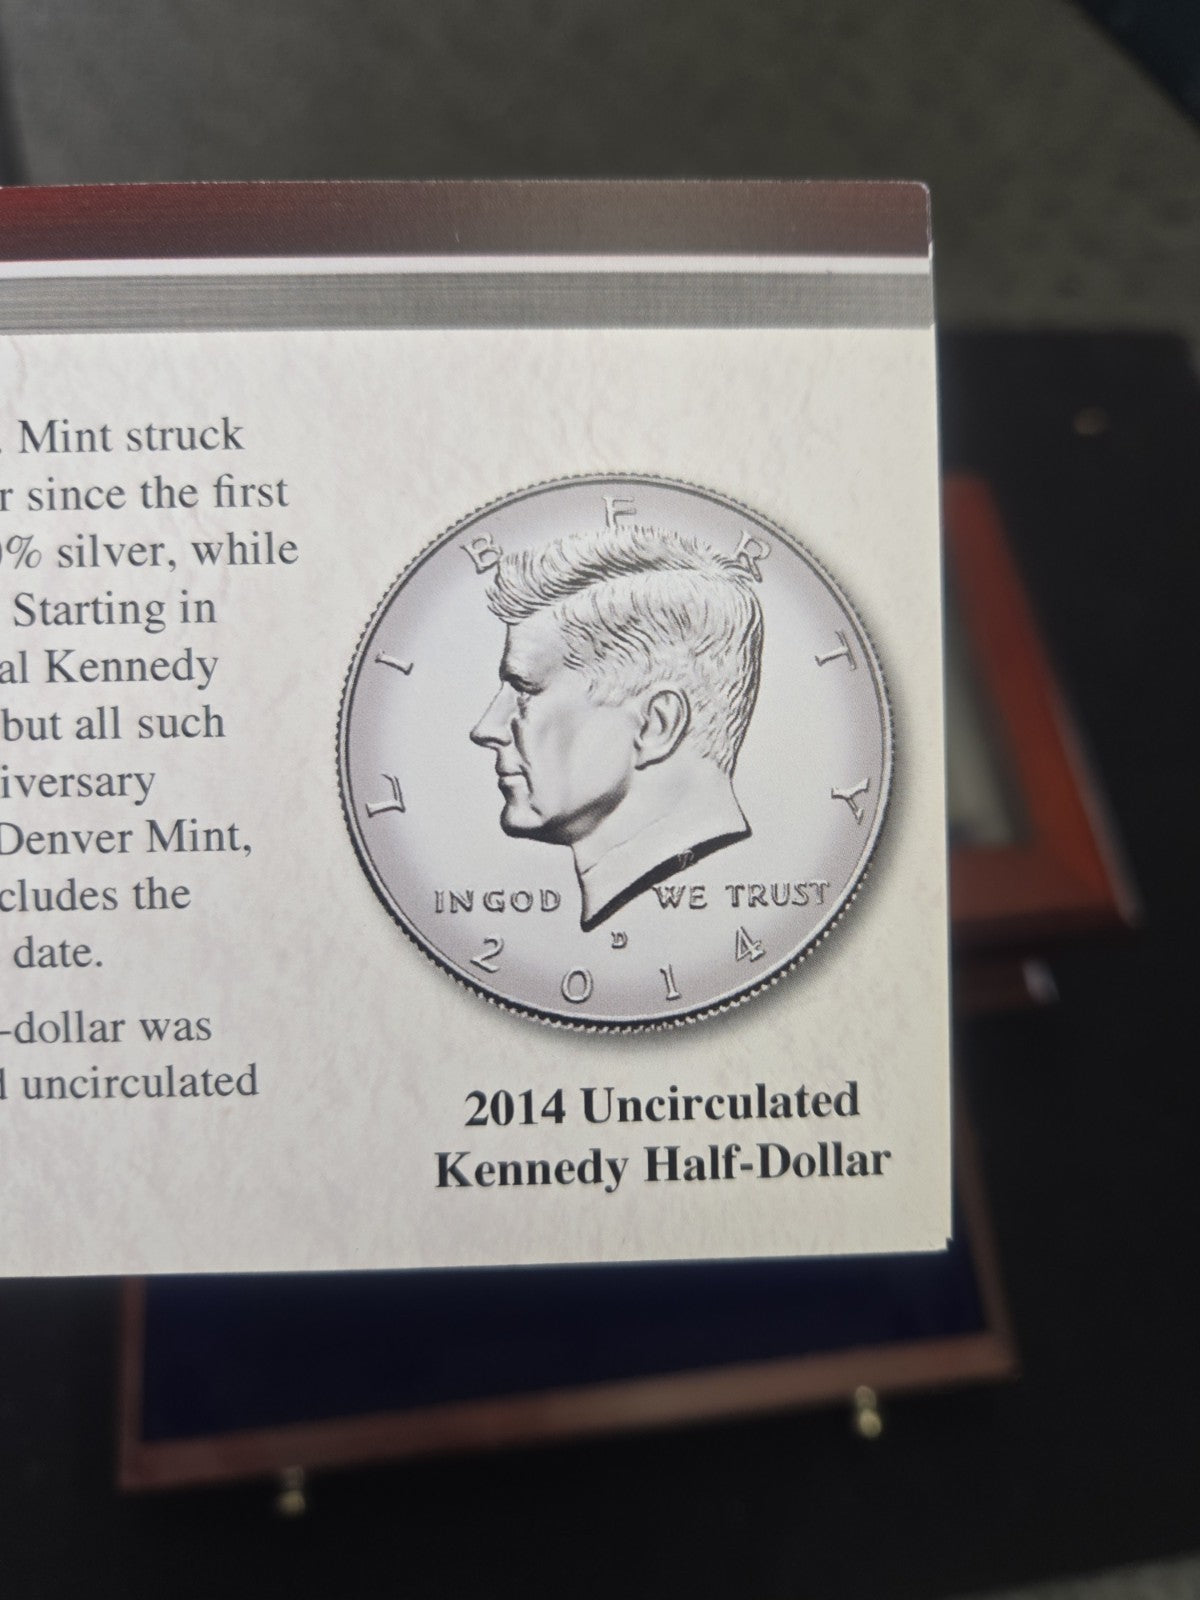 . Mint struck
r since the first
0% silver, while
. Starting in
al Kennedy
but all such
iversary
Denver Mint,
cludes the
date.
-dollar was
d uncirculated
LIBERTY
IN GOD WE TRUST
D
2014
2014 Uncirculated
Kennedy Half-Dollar